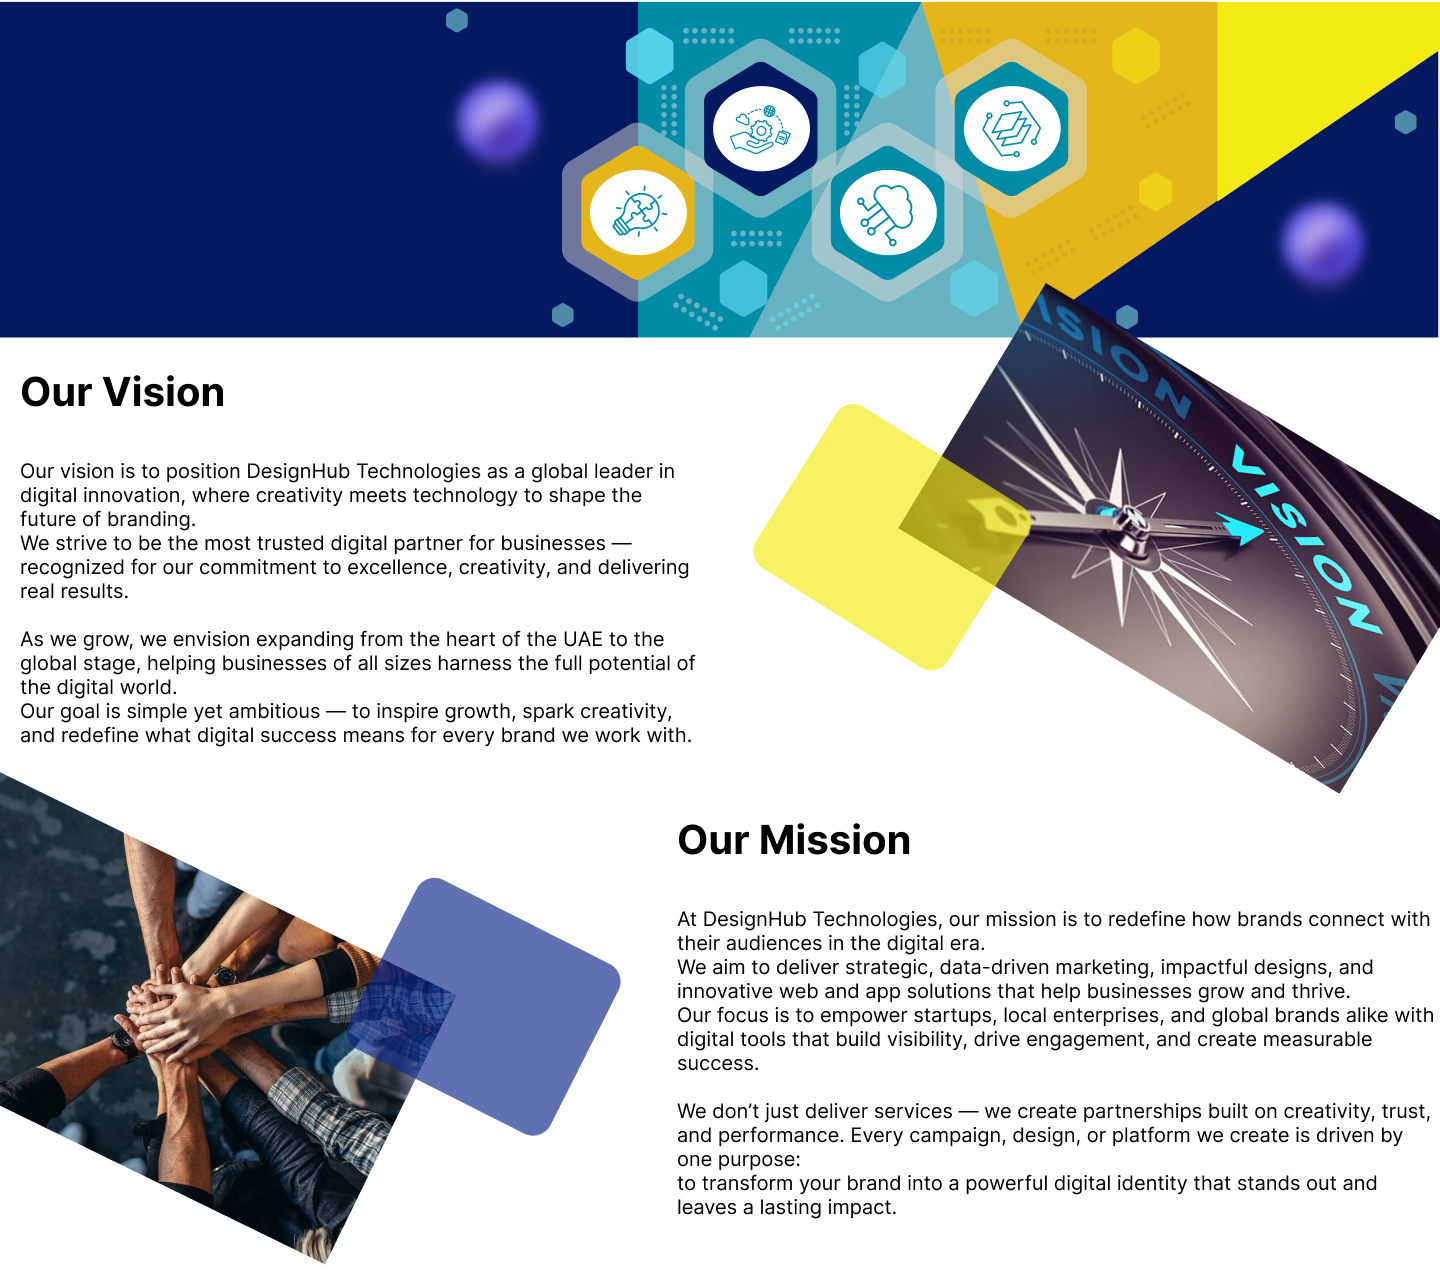 Our Vision
Our vision is to position DesignHub Technologies as a global leader in
digital innovation, where creativity meets technology to shape the
future of branding.
We strive to be the most trusted digital partner for businesses —
recognized for our commitment to excellence, creativity, and delivering
real results.
As we grow, we envision expanding from the heart of the UAE to the
global stage, helping businesses of all sizes harness the full potential of
the digital world.
Our goal is simple yet ambitious — to inspire growth, spark creativity,
and redefine what digital success means for every brand we work with.
ISION
VISION
Our Mission
At DesignHub Technologies, our mission is to redefine how brands connect with
their audiences in the digital era.
We aim to deliver strategic, data-driven marketing, impactful designs, and
innovative web and app solutions that help businesses grow and thrive.
Our focus is to empower startups, local enterprises, and global brands alike with
digital tools that build visibility, drive engagement, and create measurable
success.
We don’t just deliver services — we create partnerships built on creativity, trust,
and performance. Every campaign, design, or platform we create is driven by
one purpose:
to transform your brand into a powerful digital identity that stands out and
leaves a lasting impact.